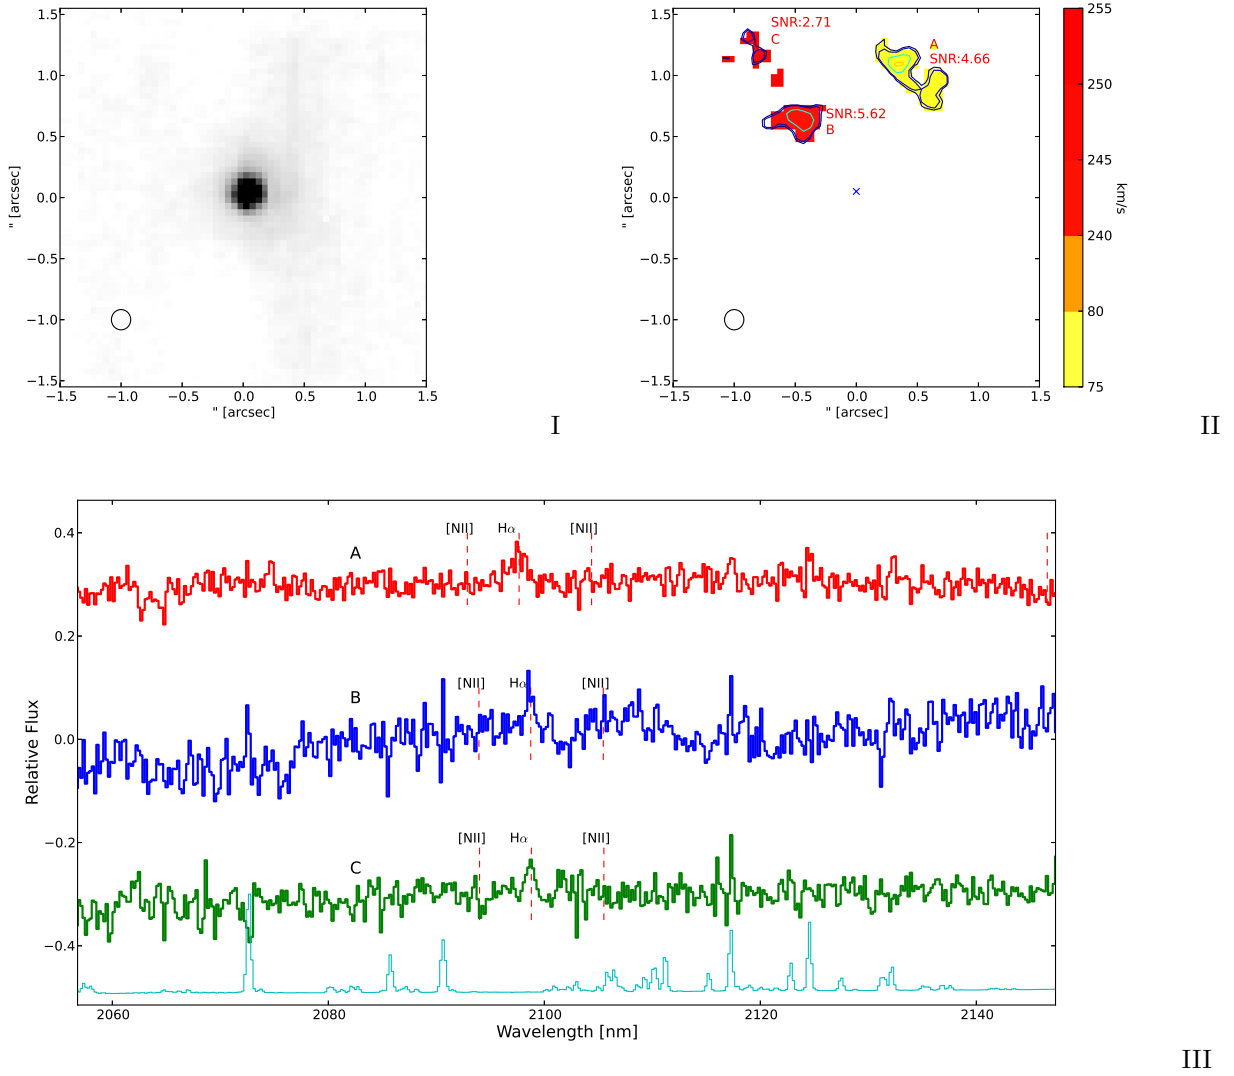 1.5
1.0
0.5
0.0
−0.5
−1.0
−1.5
" [arcsec]
−1.5 −1.0 −0.5 0.0 0.5 1.0 1.5
" [arcsec]
I
1.5
1.0
0.5
0.0
−0.5
−1.0
−1.5
" [arcsec]
SNR:2.71
C
A
SNR:4.66
SNR:5.62
B
−1.5 −1.0 −0.5 0.0 0.5 1.0 1.5
" [arcsec]
255
250
245
240
80
75
km/s
II
0.4
0.2
0.0
−0.2
−0.4
Relative Flux
[NII] Hα [NII]
A
[NII] Hα [NII]
B
[NII] Hα [NII]
C
2060 2080 2100 2120 2140
Wavelength [nm]
III